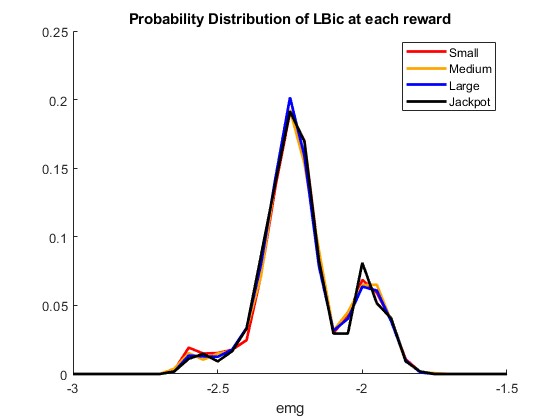 Probability Distribution of LBic at each reward
0.25
0.2
0.15
0.1
0.05
0
-3
-2.5
-2
-1.5
emg
Small
Medium
Large
Jackpot